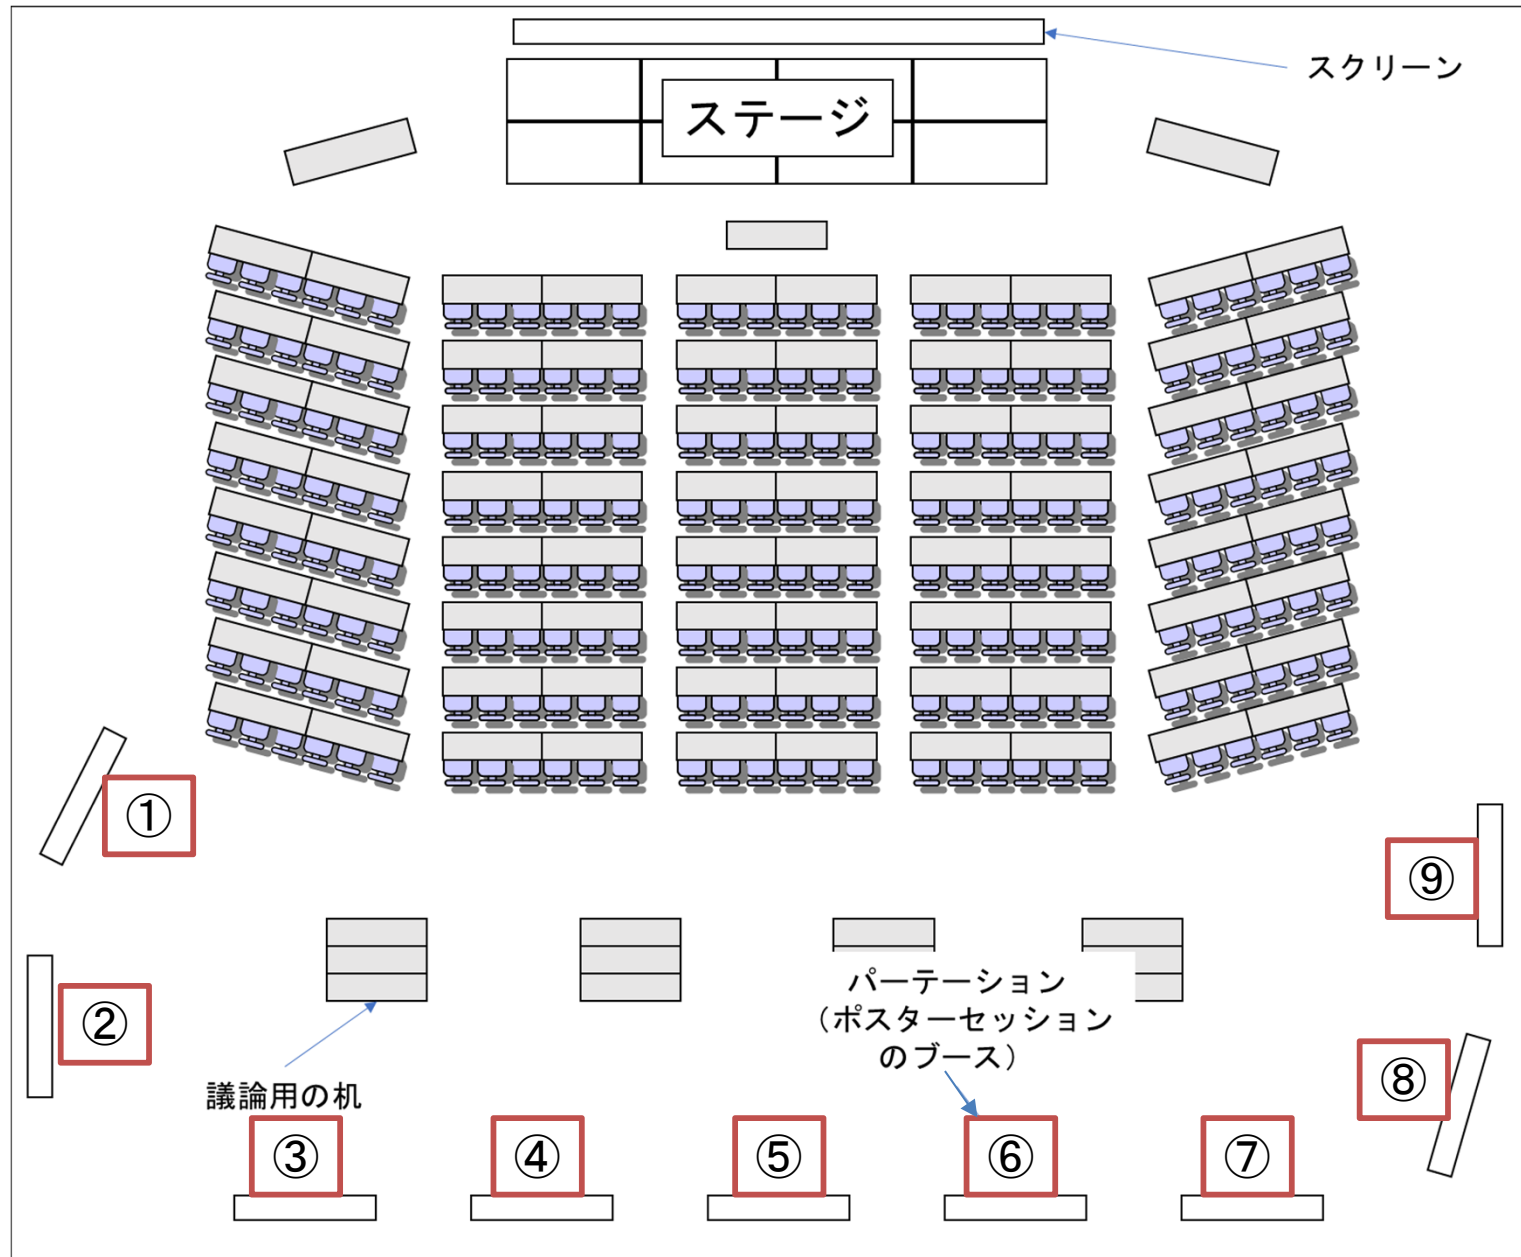 スクリーン
ステージ
①
⑨
パーテーション
（ポスターセッション
のブース）
②
⑧
議論用の机
③
④
⑤
⑥
⑦